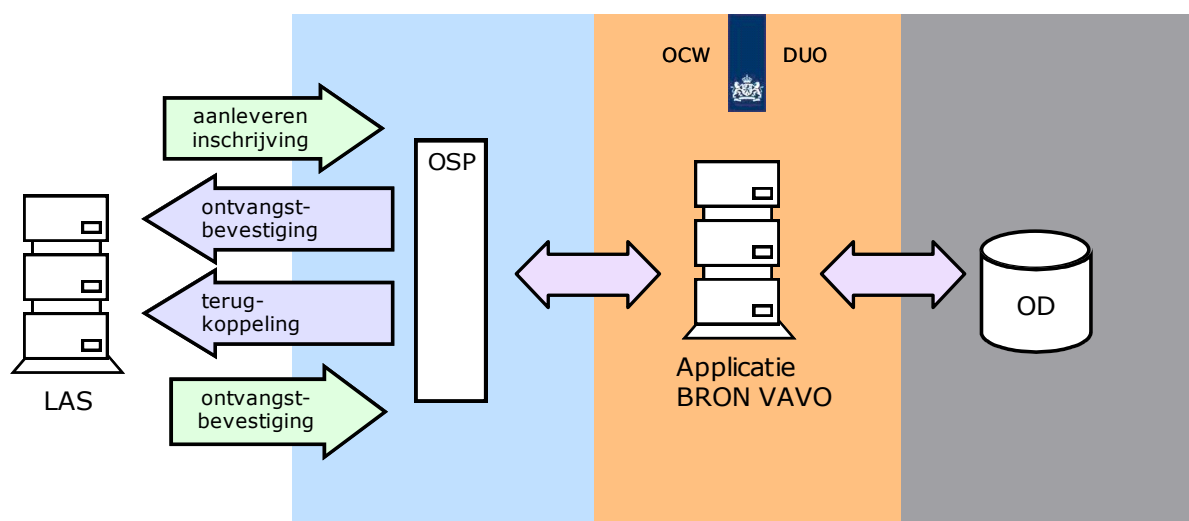 OCW DUO
aanleveren
inschrijving
OSP
ontvangst-
bevestiging
terug-
koppeling
ontvangst-
bevestiging
LAS
Applicatie
BRON VAVO
OD